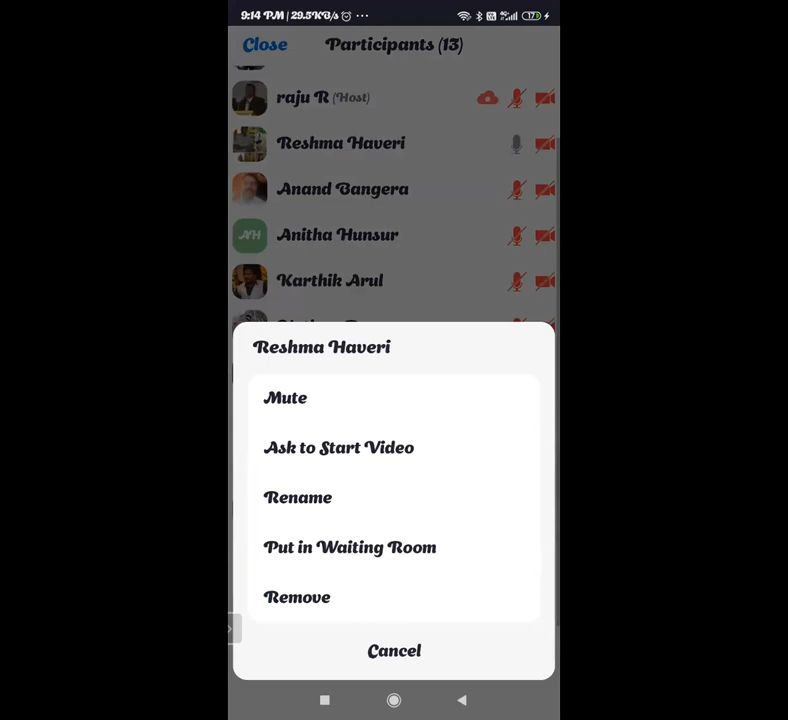 9:14 PM | 29.5KB/s
Close Participants (13)
raju R (Host)
Reshma Haveri
Anand Bangera
AH Anitha Hunsur
Karthik Arul
Reshma Haveri
Mute
Ask to Start Video
Rename
Put in Waiting Room
Remove
Cancel